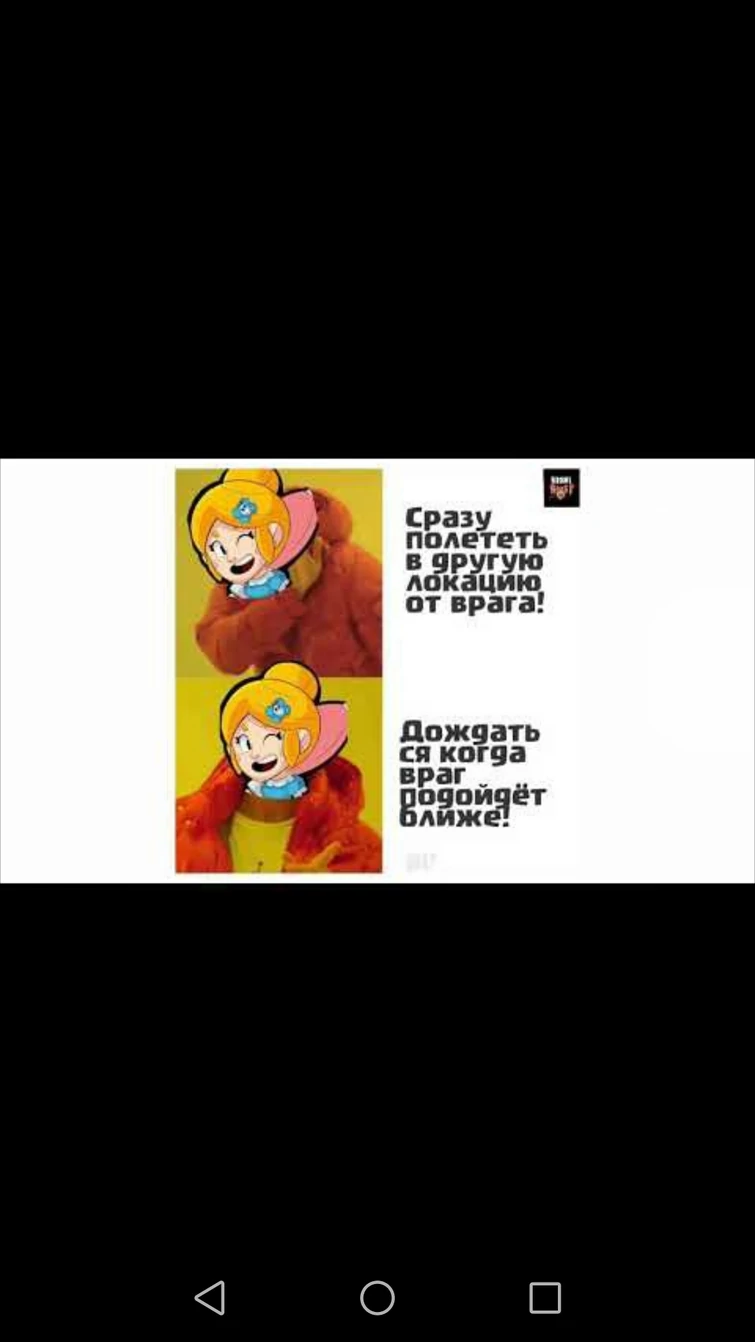 Сразу
полететь
в другую
локацию
от врага!
Дождать
ся когда
враг
подойдёт
ближе!